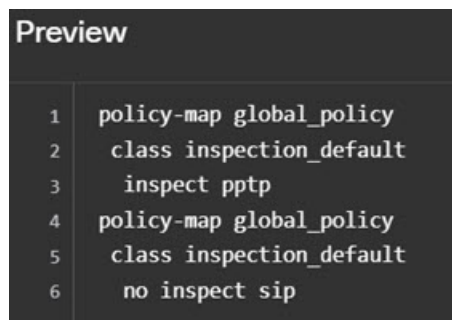 Preview
1 policy-map global_policy
2 class inspection_default
3 inspect pptp
4 policy-map global_policy
5 class inspection_default
6 no inspect sip